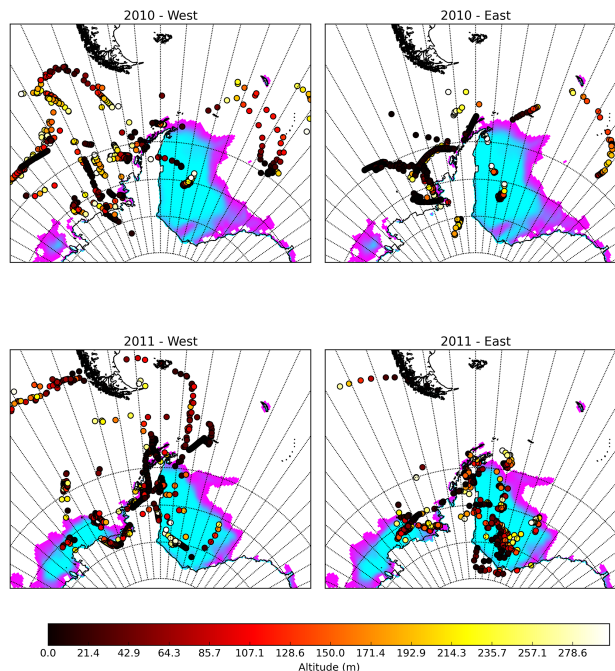 2010 - West
2010 - East
2011 - West
2011 - East
0.0 21.4 42.9 64.3 85.7 107.1 128.6 150.0 171.4 192.9 214.3 235.7 257.1 278.6
Altitude (m)